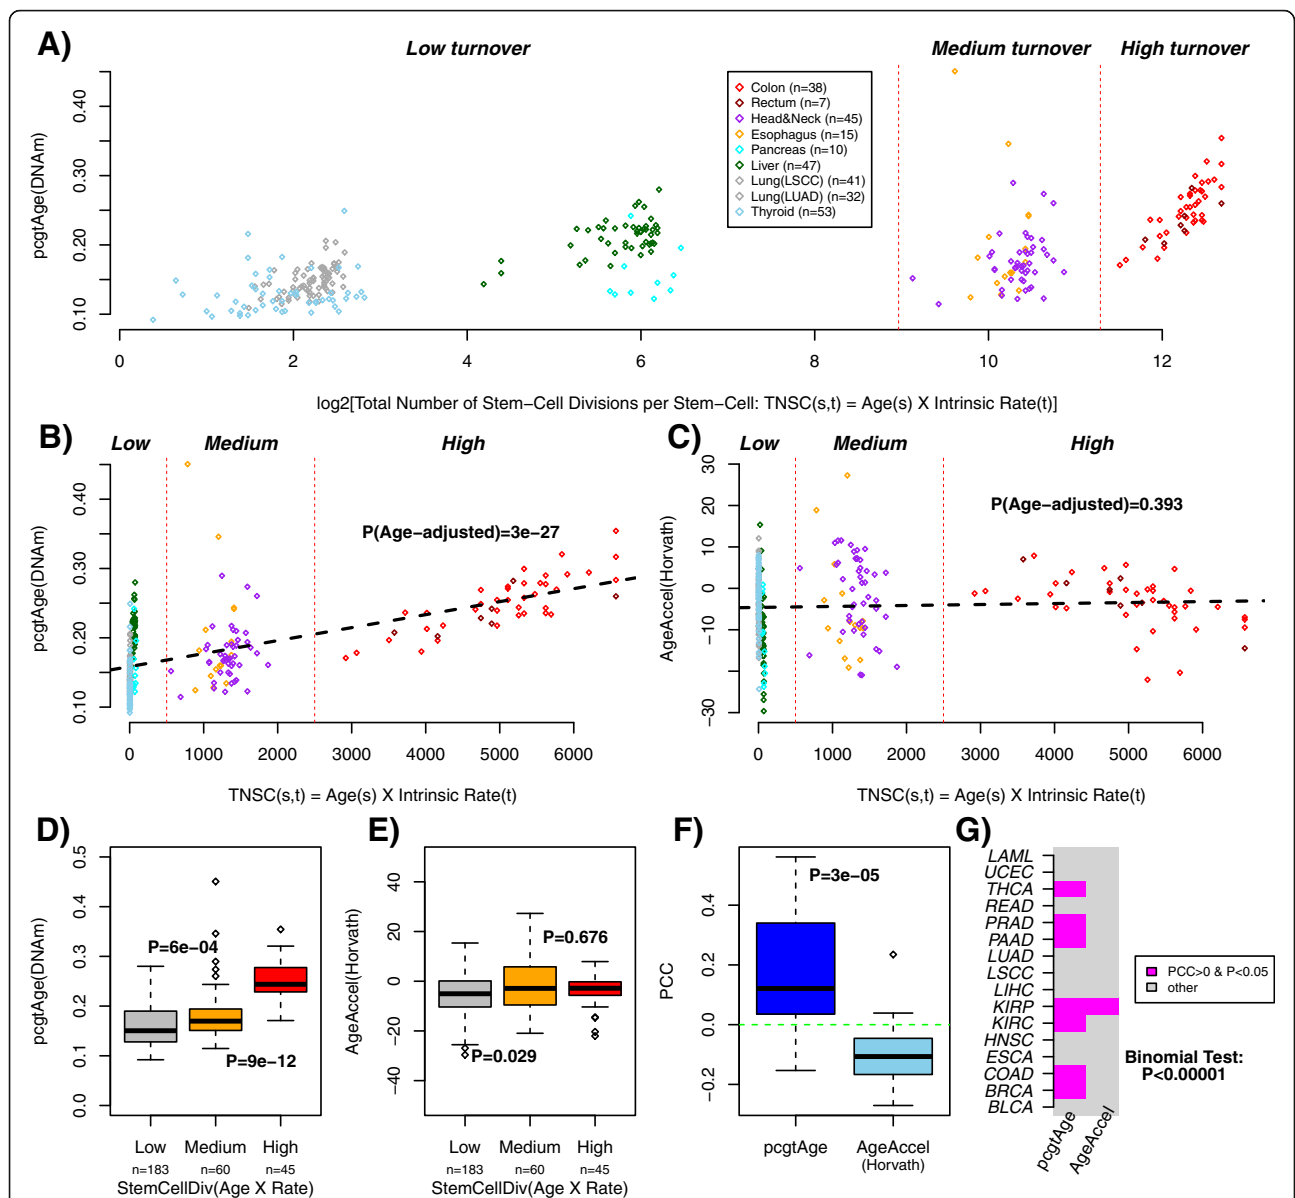 A)
Low turnover
Medium turnover
High turnover
Colon (n=38)
Rectum (n=7)
Head&Neck (n=45)
Esophagus (n=15)
Pancreas (n=10)
Liver (n=47)
Lung(LSCC) (n=41)
Lung(LUAD) (n=32)
Thyroid (n=53)
pcgtAge(DNAm)
0.10
0.20
0.30
0.40
0 2 4 6 8 10 12
log2[Total Number of Stem−Cell Divisions per Stem−Cell: TNSC(s,t) = Age(s) X Intrinsic Rate(t)]
B)
Low
Medium
High
P(Age−adjusted)=3e−27
pcgtAge(DNAm)
0.10
0.20
0.30
0.40
0 1000 2000 3000 4000 5000 6000
TNSC(s,t) = Age(s) X Intrinsic Rate(t)
C)
Low
Medium
High
P(Age−adjusted)=0.393
AgeAccel(Horvath)
−30
−10
0
10
20
30
0 1000 2000 3000 4000 5000 6000
TNSC(s,t) = Age(s) X Intrinsic Rate(t)
D)
pcgtAge(DNAm)
0.0
0.1
0.2
0.3
0.4
0.5
P=6e−04
P=9e−12
Low Medium High
n=183 n=60 n=45
StemCellDiv(Age X Rate)
E)
AgeAccel(Horvath)
−40
−20
0
20
40
P=0.676
P=0.029
Low Medium High
n=183 n=60 n=45
StemCellDiv(Age X Rate)
F)
PCC
−0.2
0.0
0.2
0.4
P=3e−05
pcgtAge
AgeAccel
(Horvath)
G)
LAML
UCEC
THCA
READ
PRAD
PAAD
LUAD
LSCC
LIHC
KIRP
KIRC
HNSC
ESCA
COAD
BRCA
BLCA
pcgtAge
AgeAccel
PCC>0 & P<0.05
other
Binomial Test:
P<0.00001